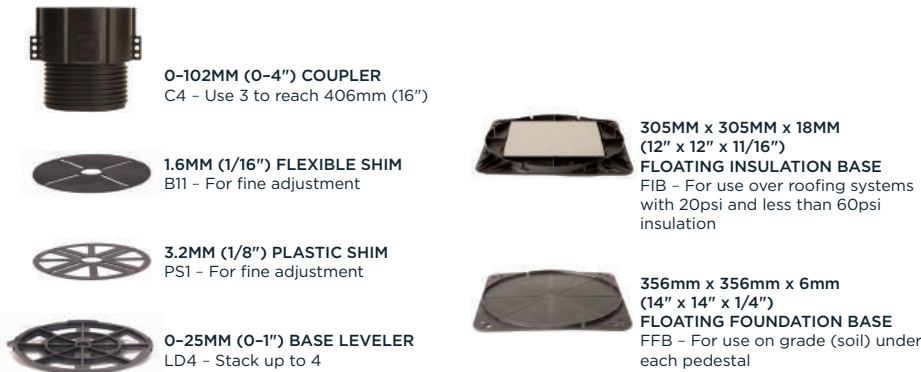 0–102MM (0–4") COUPLER
C4 – Use 3 to reach 406mm (16")
1.6MM (1/16") FLEXIBLE SHIM
B11 – For fine adjustment
3.2MM (1/8") PLASTIC SHIM
PS1 – For fine adjustment
0–25MM (0–1") BASE LEVELER
LD4 – Stack up to 4
305MM x 305MM x 18MM
(12" x 12" x 11/16")
FLOATING INSULATION BASE
FIB – For use over roofing systems
with 20psi and less than 60psi
insulation
356mm x 356mm x 6mm
(14" x 14" x 1/4")
FLOATING FOUNDATION BASE
FFB – For use on grade (soil) under
each pedestal